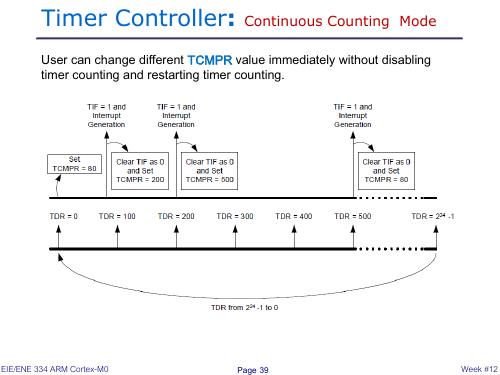 Timer Controller: Continuous Counting Mode
User can change different TCMPR value immediately without disabling
timer counting and restarting timer counting.
TIF = 1 and
Interrupt
Generation
TIF = 1 and
Interrupt
Generation
TIF = 1 and
Interrupt
Generation
Set
TCMPR = 80
Clear TIF as 0
and Set
TCMPR = 200
Clear TIF as 0
and Set
TCMPR = 500
Clear TIF as 0
and Set
TCMPR = 80
TDR = 0 TDR = 100 TDR = 200 TDR = 300 TDR = 400 TDR = 500 TDR = 2²⁴ -1
TDR from 2²⁴ -1 to 0
EIE/ENE 334 ARM Cortex-M0 Page 39 Week #12